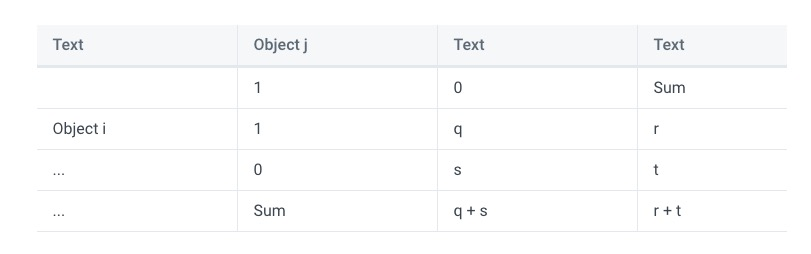 Text Object j Text Text
1 0 Sum
Object i 1 q r
... 0 s t
... Sum q + s r + t